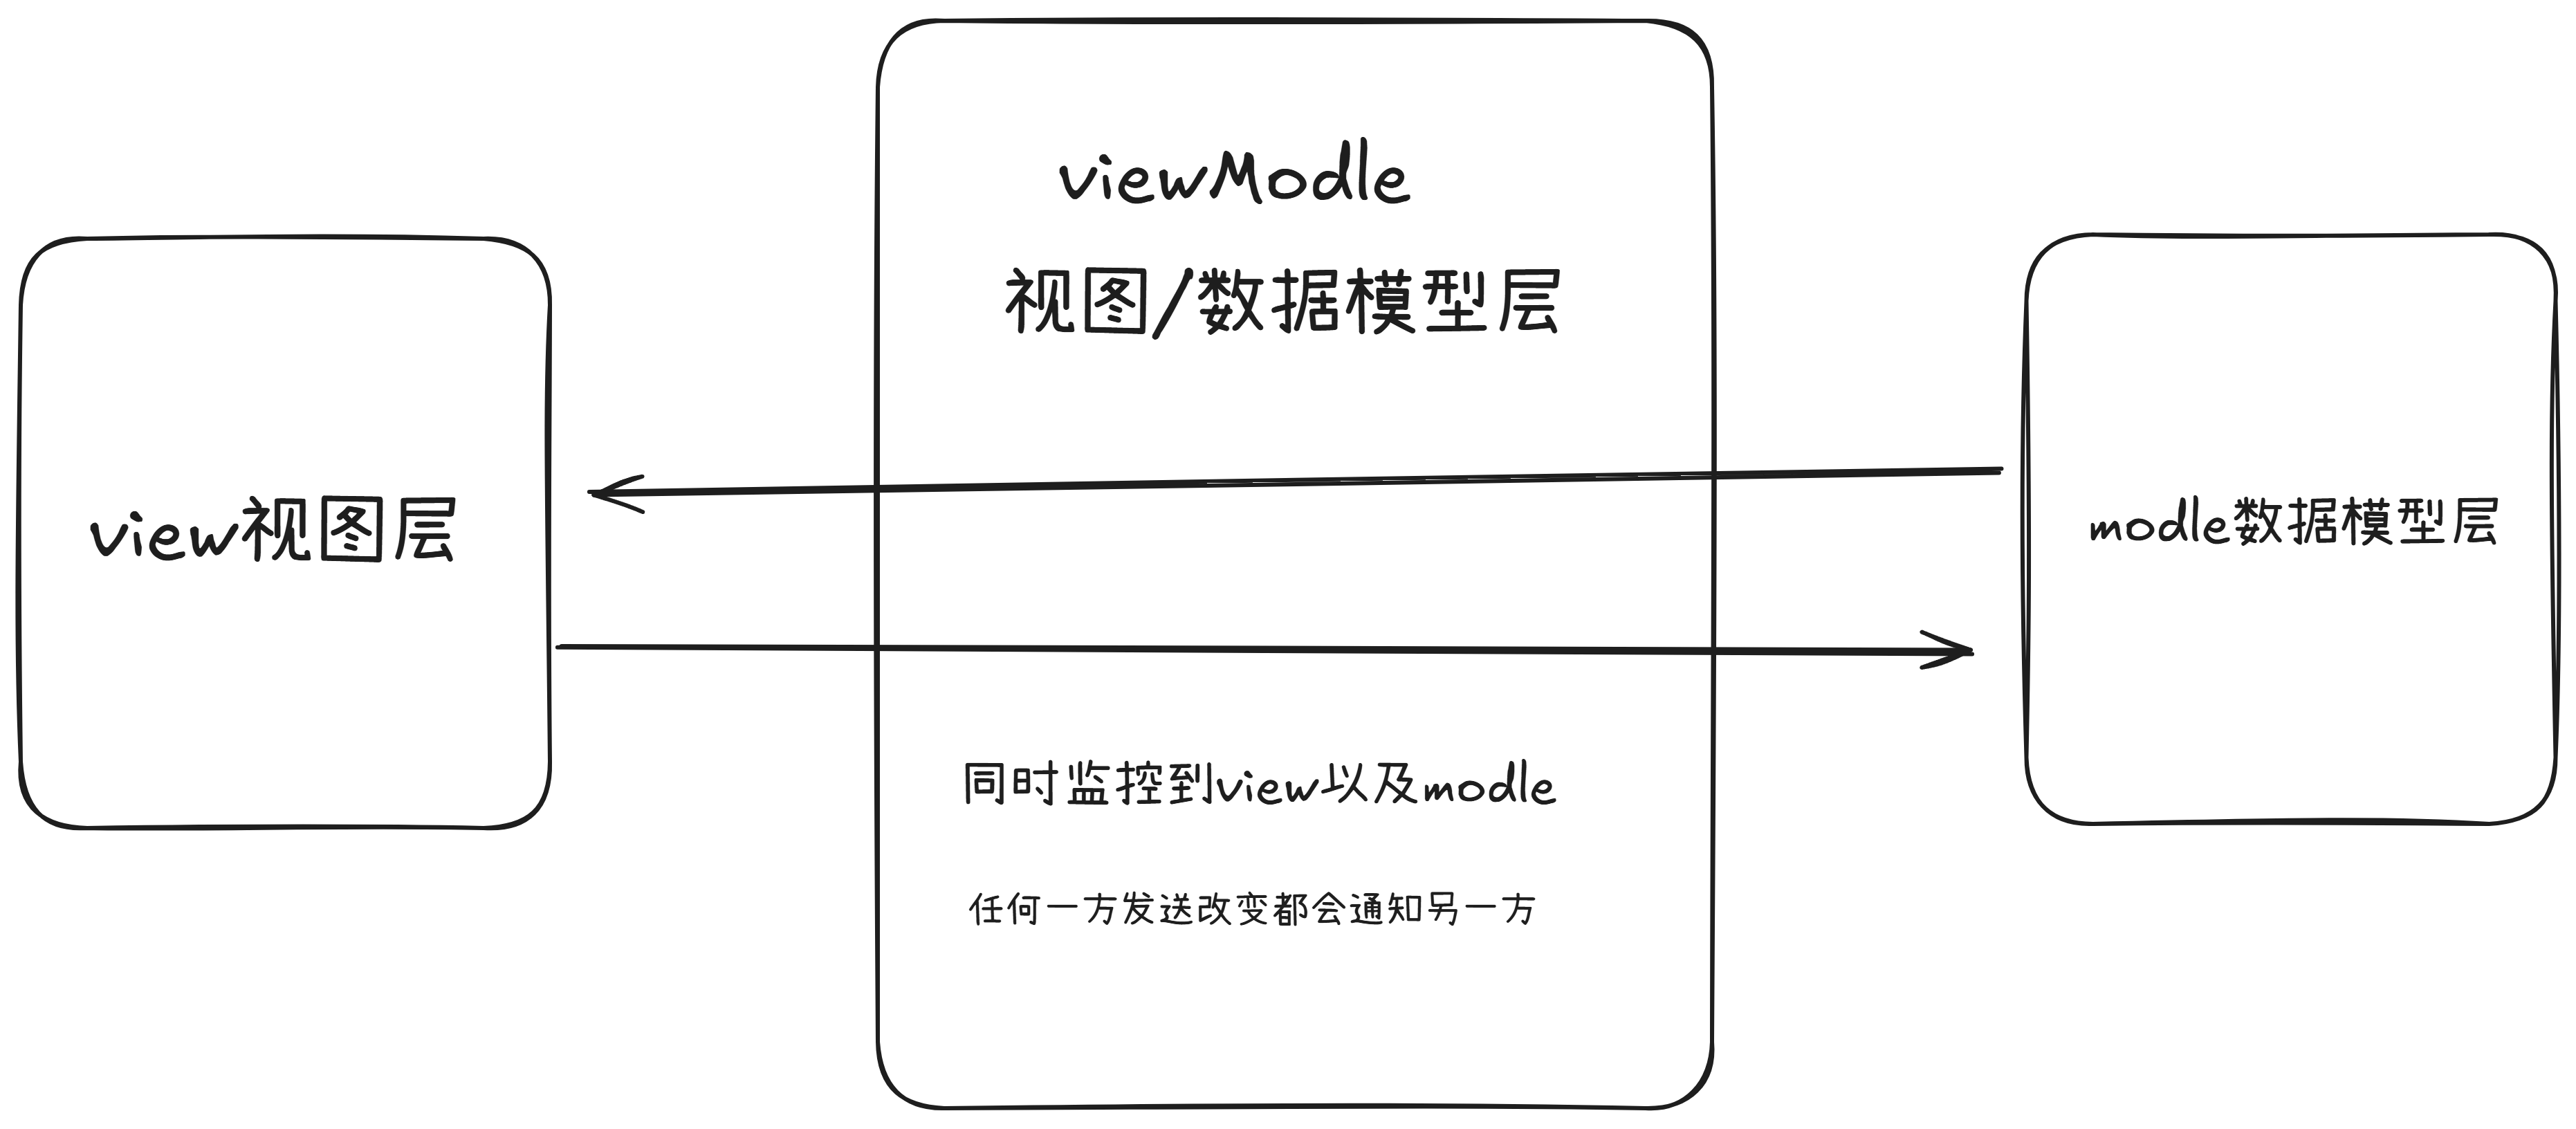 viewModle
视图/数据模型层
view视图层
modle数据模型层
同时监控到view以及modle
任何一方发送改变都会通知另一方